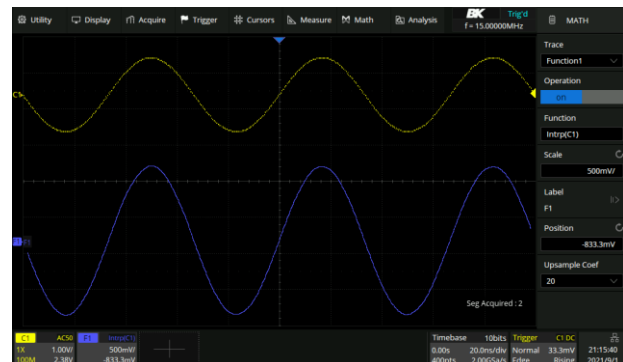 Utility Display Acquire Trigger Cursors Measure Math Analysis BK Trig'd
f = 15.00000MHz
MATH
Trace
Function1
Operation
on
Function
Intrp(C1)
Scale
500mV/
Label
F1
Position
-833.3mV
Upsample Coef
20
C1
F1
Seg Acquired : 2
C1 AC50 F1 Intrp(C1) Timebase 10bits Trigger C1 DC
1X 1.00V/ 500mV/ 0.00s 20.0ns/div Normal 33.3mV 21:15:40
100M 2.38V -833.3mV 400pts 2.00GSa/s Edge Rising 2021/9/1